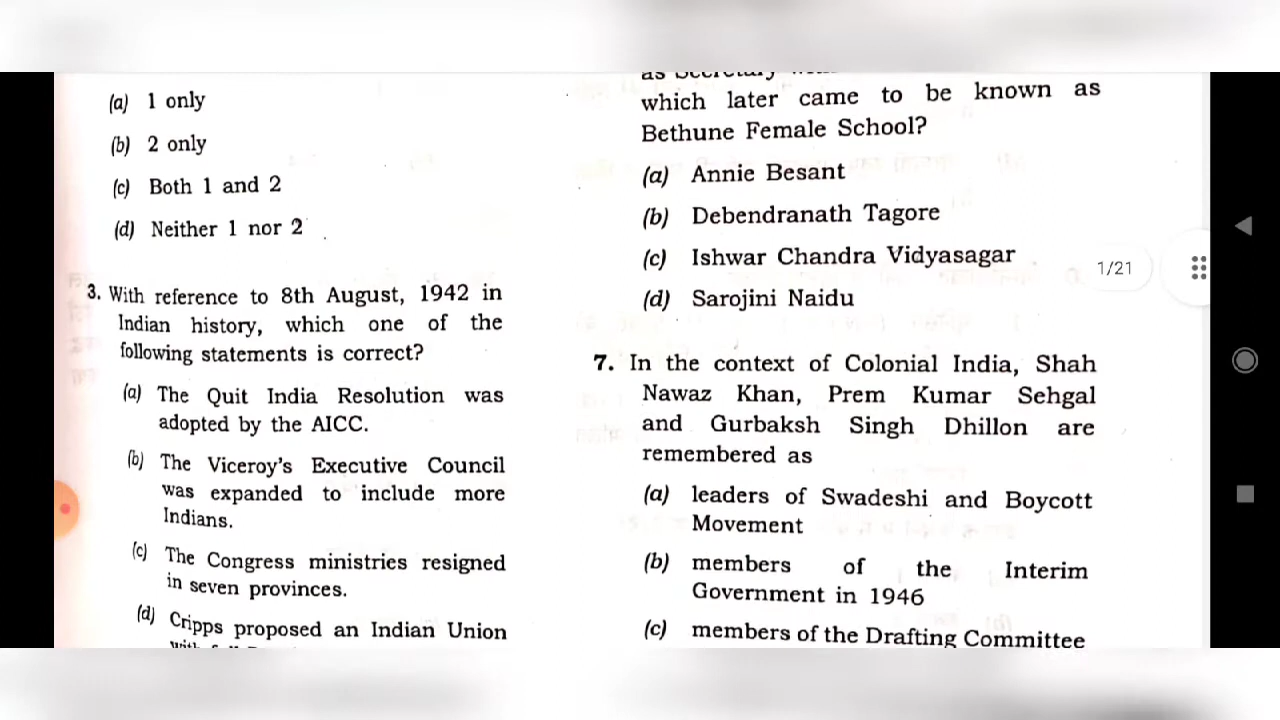 (a) 1 only
(b) 2 only
(c) Both 1 and 2
(d) Neither 1 nor 2
3. With reference to 8th August, 1942 in
Indian history, which one of the
following statements is correct?
(a) The Quit India Resolution was
adopted by the AICC.
(b) The Viceroy's Executive Council
was expanded to include more
Indians.
(c) The Congress ministries resigned
in seven provinces.
(d) Cripps proposed an Indian Union
as Secretary
which later came to be known as
Bethune Female School?
(a) Annie Besant
(b) Debendranath Tagore
(c) Ishwar Chandra Vidyasagar
(d) Sarojini Naidu
7. In the context of Colonial India, Shah
Nawaz Khan, Prem Kumar Sehgal
and Gurbaksh Singh Dhillon are
remembered as
(a) leaders of Swadeshi and Boycott
Movement
(b) members of the Interim
Government in 1946
(c) members of the Drafting Committee
1/21